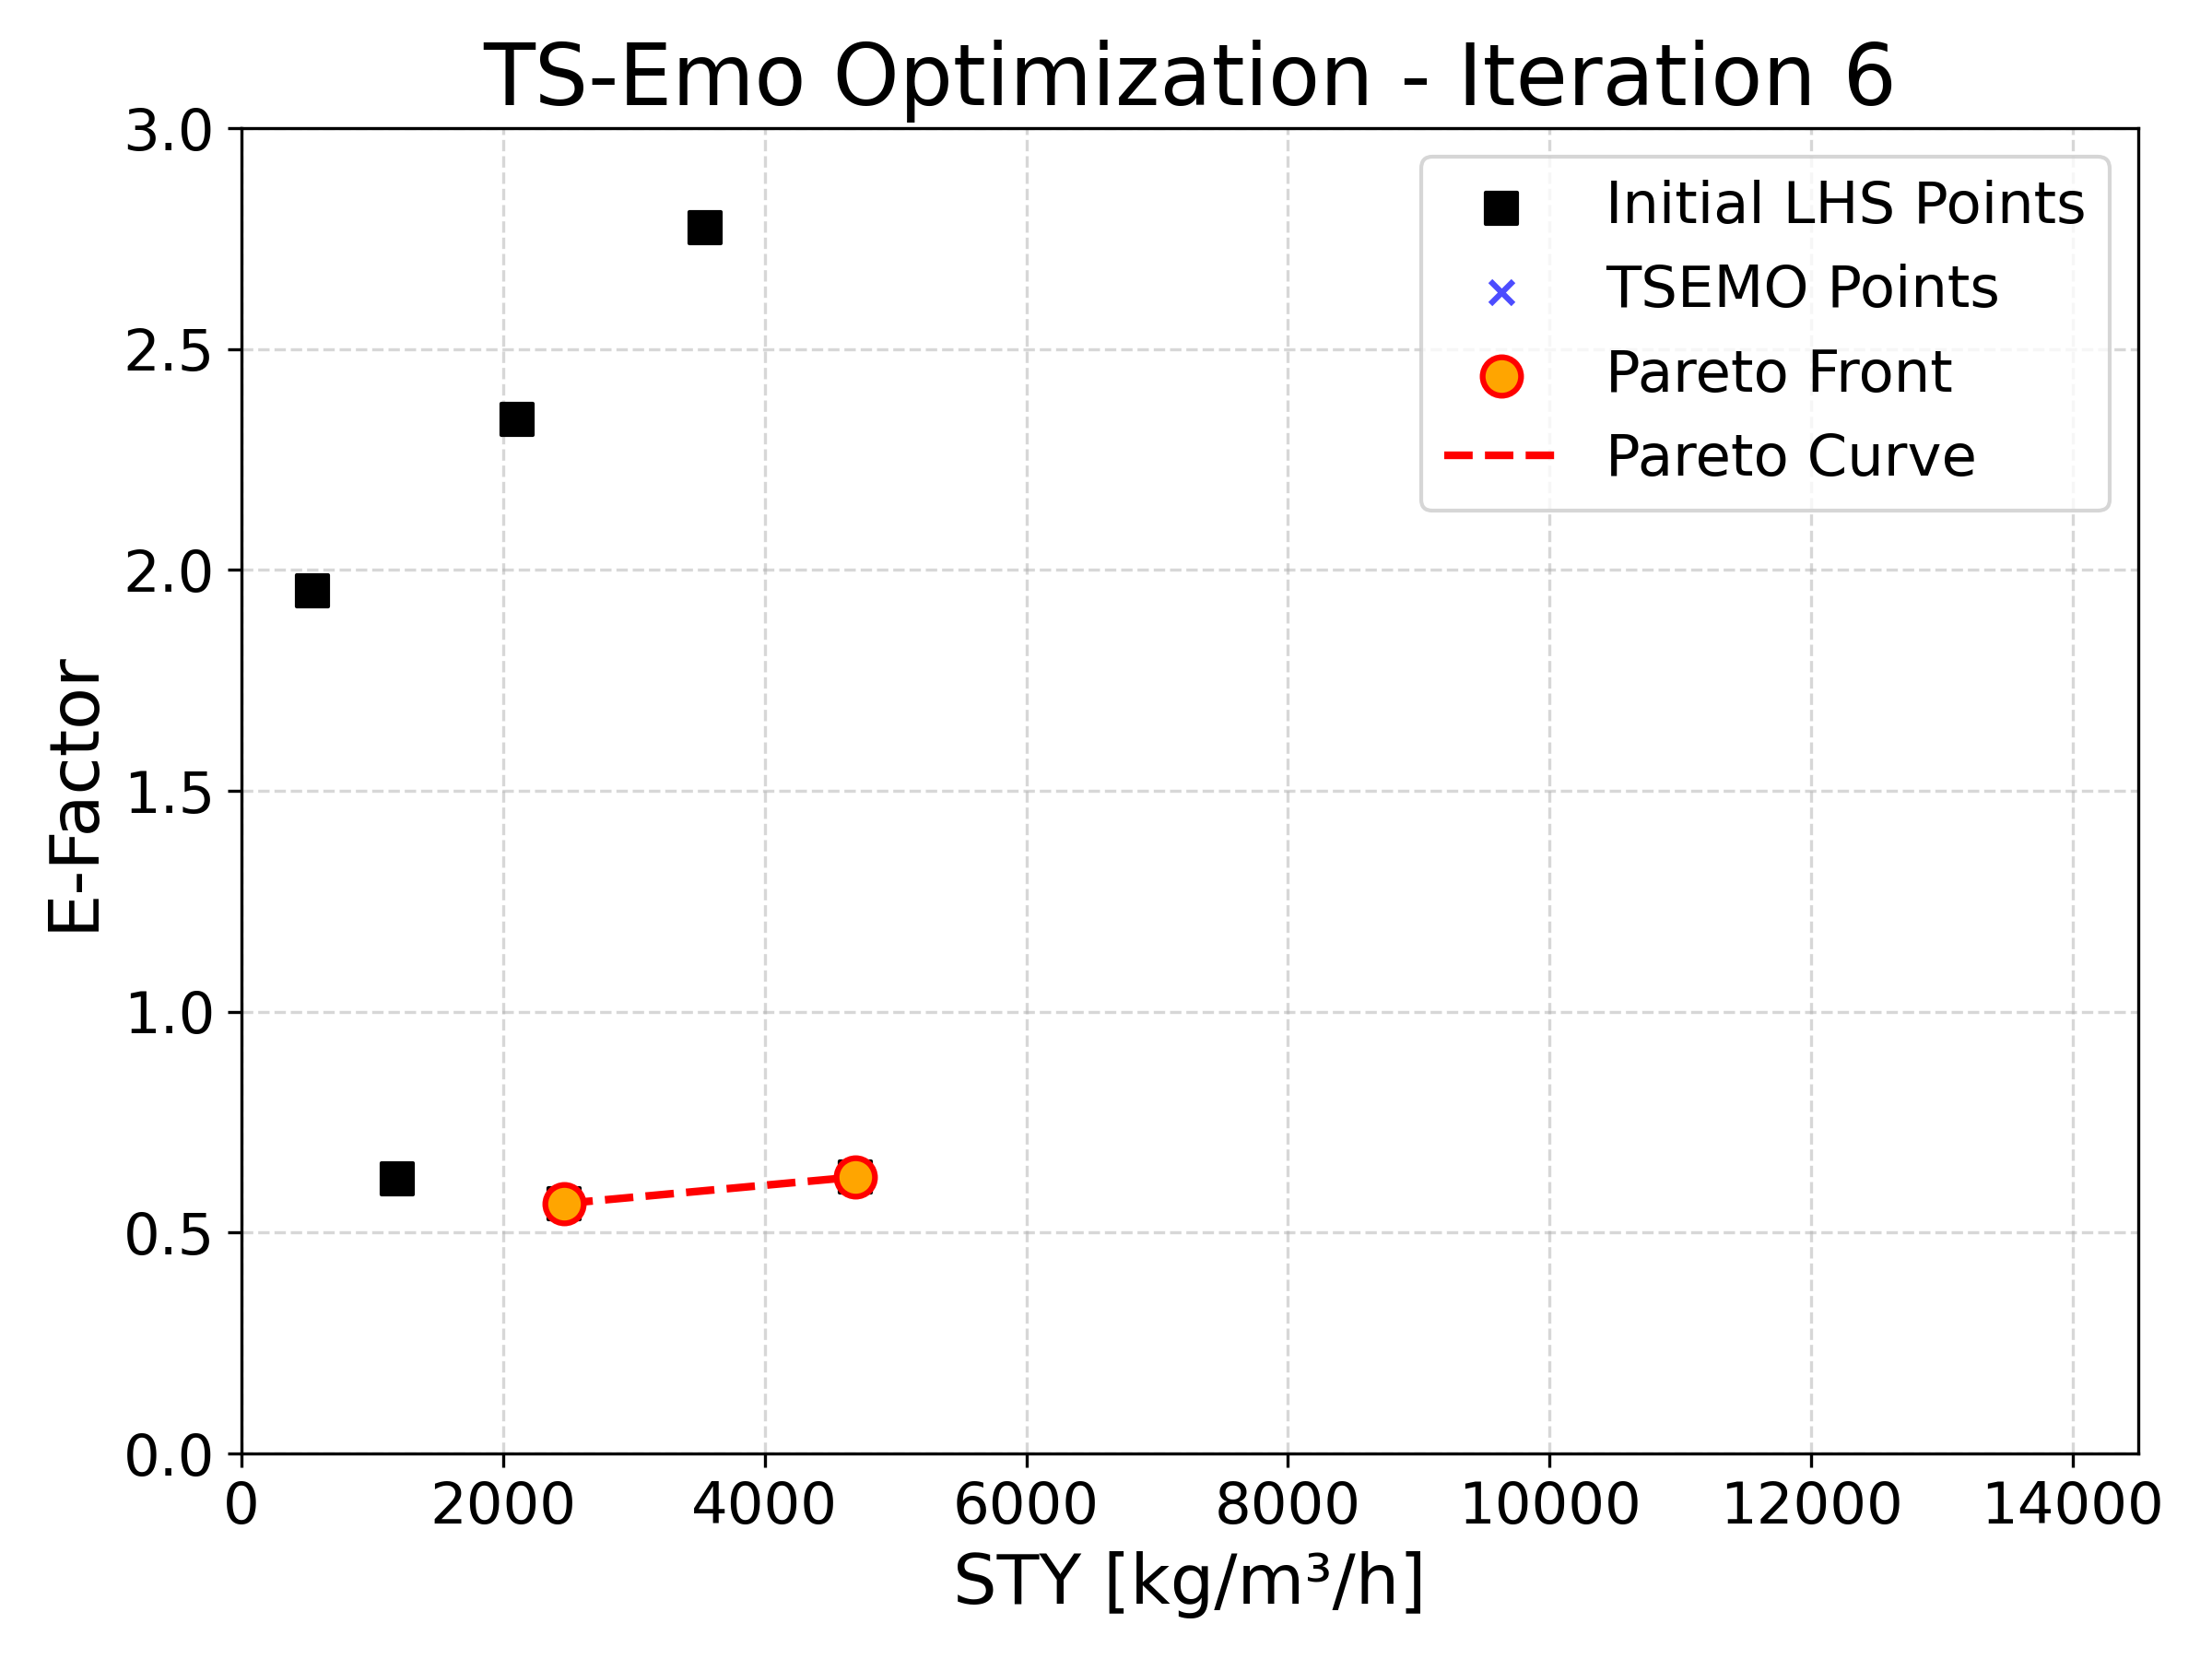 TS-Emo Optimization - Iteration 6
3.0
2.5
2.0
1.5
1.0
0.5
0.0
E-Factor
Initial LHS Points
TSEMO Points
Pareto Front
Pareto Curve
0 2000 4000 6000 8000 10000 12000 14000
STY [kg/m³/h]